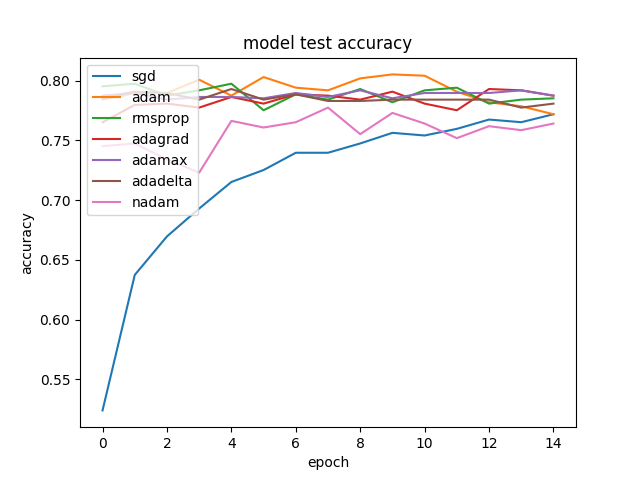 model test accuracy
sgd
adam
rmsprop
adagrad
adamax
adadelta
nadam
accuracy
0.80
0.75
0.70
0.65
0.60
0.55
0 2 4 6 8 10 12 14
epoch